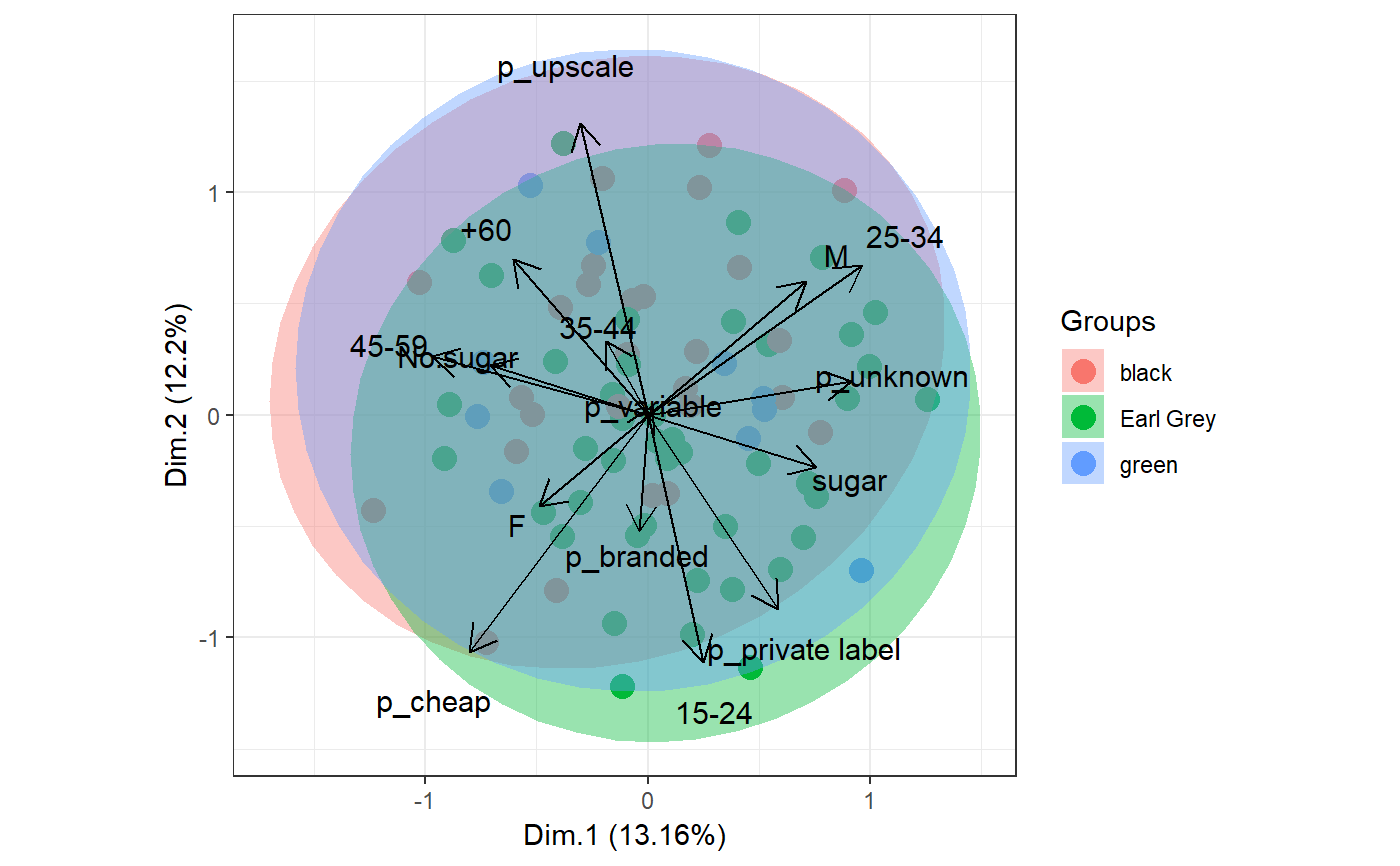 p_upscale
+60
25-34
M
35-44
45-59
No.sugar
p_unknown
p_variable
sugar
F
p_branded
p_private label
p_cheap
15-24
1
0
-1
-1
0
1
Dim.1 (13.16%)
Dim.2 (12.2%)
Groups
black
Earl Grey
green